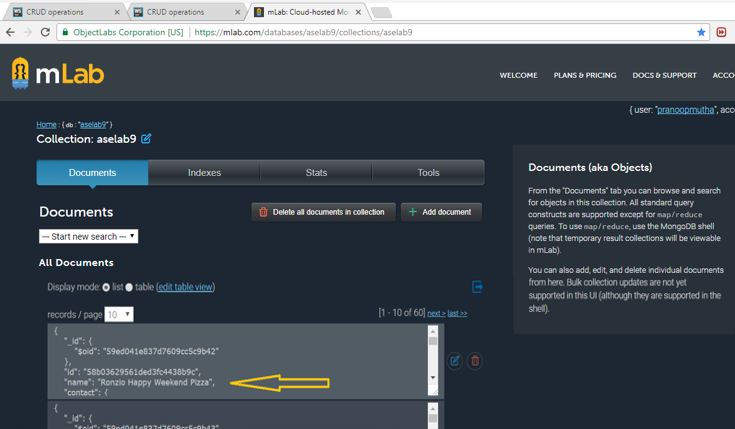 CRUD operations
CRUD operations
mLab: Cloud-hosted Mo
ObjectLabs Corporation [US] | https://mlab.com/databases/aselab9/collections/aselab9
mLab
WELCOME PLANS & PRICING DOCS & SUPPORT ACCO
{ user: "pranoopmutha", acco
Home : { db : "aselab9" }
Collection: aselab9
Documents Indexes Stats Tools
Documents
Delete all documents in collection
Add document
--- Start new search ---
All Documents
Display mode: list table (edit table view)
records / page 10
[1 - 10 of 60] next > last >>
{
"_id": {
"$oid": "59ed041e837d7609cc5c9b42"
},
"id": "58b03629561ded3fc4438b9c",
"name": "Ronzio Happy Weekend Pizza",
"contact": {
{
"_id": {
Documents (aka Objects)
From the "Documents" tab you can browse and search
for objects in this collection. All standard query
constructs are supported except for map/reduce
queries. To use map/reduce, use the MongoDB shell
(note that temporary result collections will be viewable
in mLab).
You can also add, edit, and delete individual documents
from here. Bulk collection updates are not yet
supported in this UI (although they are supported in the
shell).